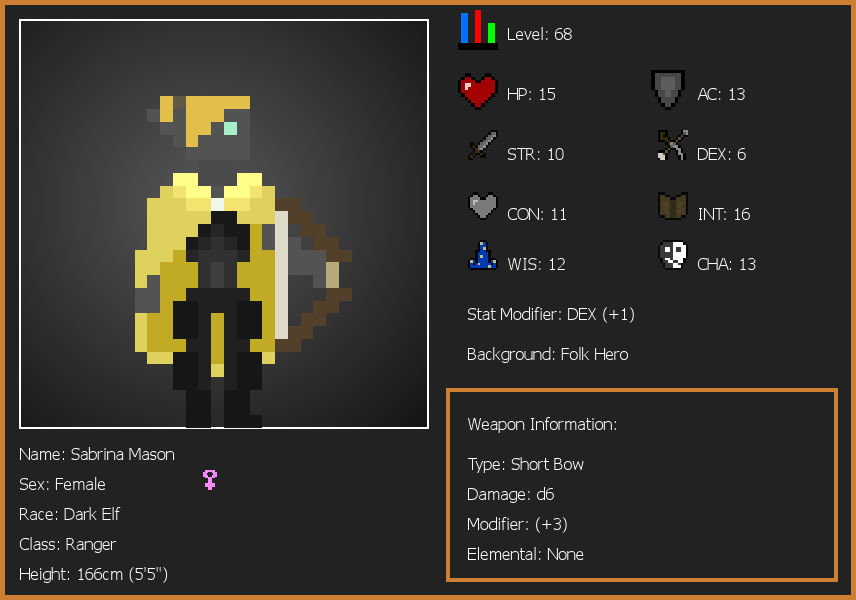 Level: 68
HP: 15
AC: 13
STR: 10
DEX: 6
CON: 11
INT: 16
WIS: 12
CHA: 13
Stat Modifier: DEX (+1)
Background: Folk Hero
Weapon Information:
Type: Short Bow
Damage: d6
Modifier: (+3)
Elemental: None
Name: Sabrina Mason
Sex: Female
Race: Dark Elf
Class: Ranger
Height: 166cm (5'5")